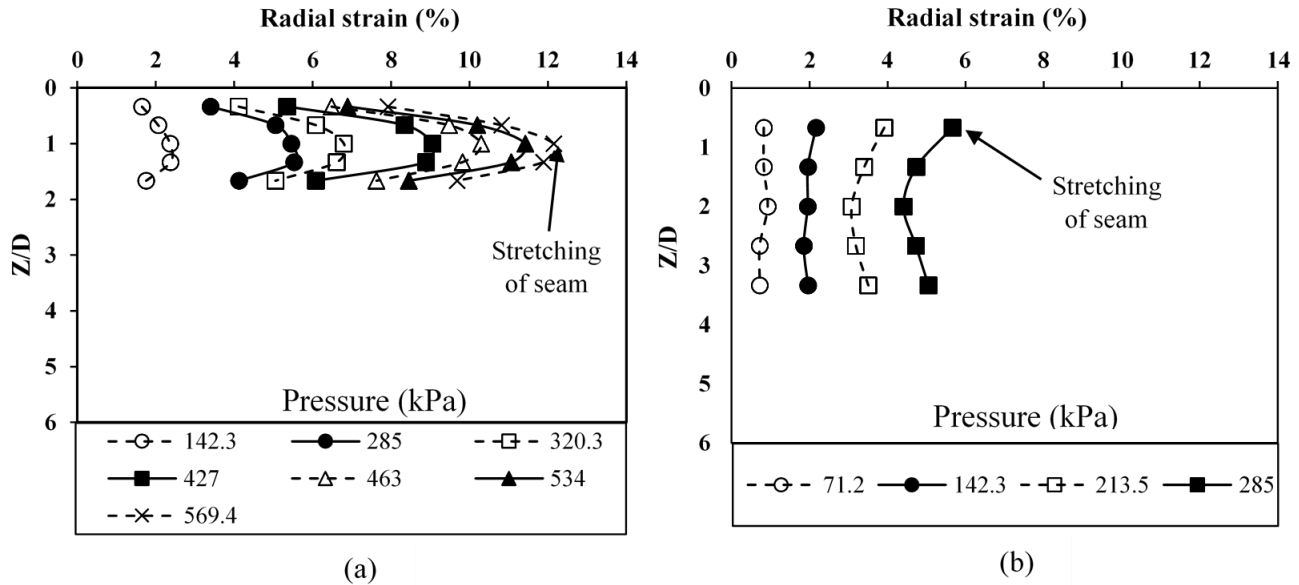 Radial strain (%)
0 2 4 6 8 10 12 14
0
1
2
3
4
5
6
Z/D
Stretching
of seam
Pressure (kPa)
142.3 285 320.3
427 463 534
569.4
(a)
Radial strain (%)
0 2 4 6 8 10 12 14
0
1
2
3
4
5
6
Z/D
Stretching
of seam
Pressure (kPa)
71.2 142.3 213.5 285
(b)